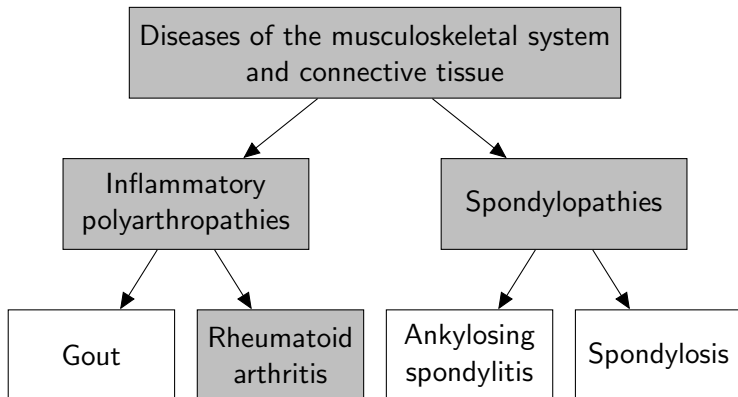 Diseases of the musculoskeletal system
and connective tissue
Inflammatory
polyarthropathies
Spondylopathies
Gout
Rheumatoid
arthritis
Ankylosing
spondylitis
Spondylosis